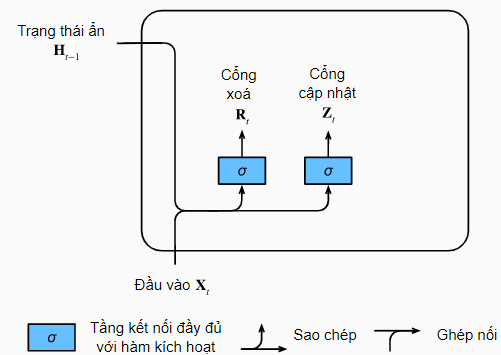 Trạng thái ẩn
H_{t−1}
Cổng
xoá
R_t
Cổng
cập nhật
Z_t
σ
σ
Đầu vào X_t
σ
Tầng kết nối đầy đủ
với hàm kích hoạt
Sao chép
Ghép nối